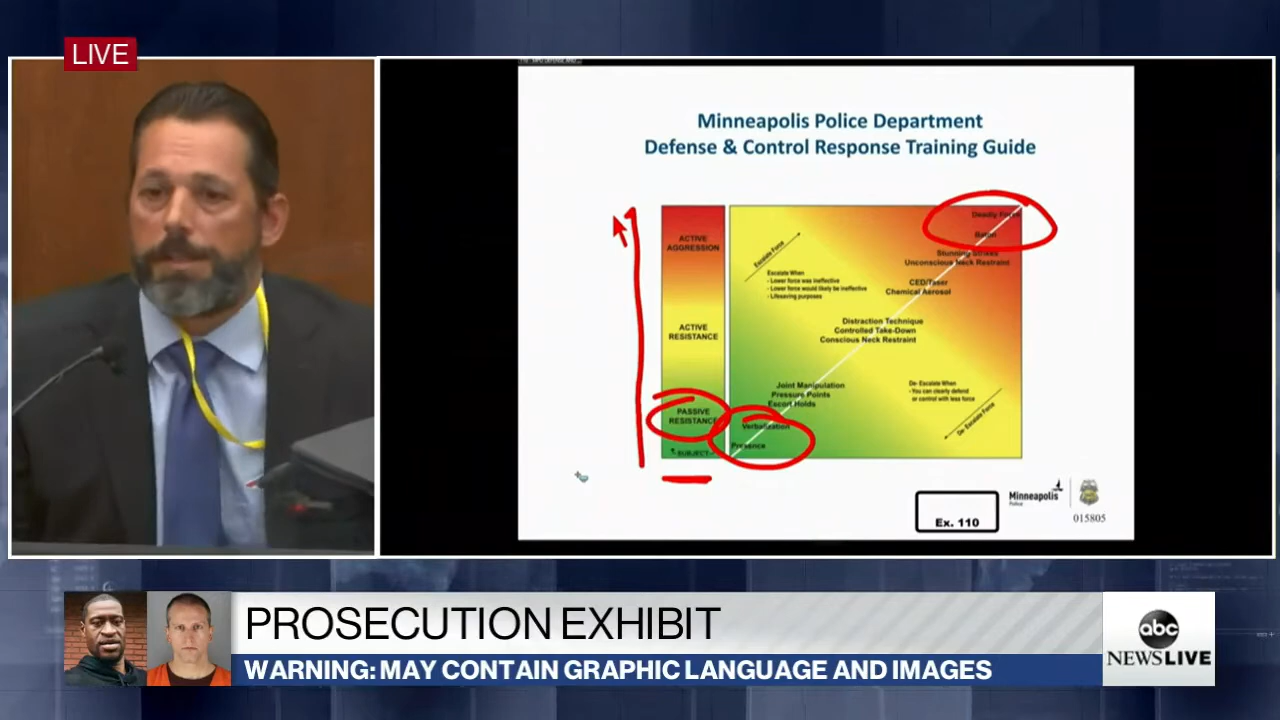 LIVE
Minneapolis Police Department
Defense & Control Response Training Guide
ACTIVE
AGGRESSION
ACTIVE
RESISTANCE
PASSIVE
RESISTANCE
SUBJECT
Escalate Force
Escalate When
- Lower force was ineffective
- Lower force would likely be ineffective
- Lifesaving purposes
Deadly Force
Baton
Stunning Strikes
Unconscious Neck Restraint
CED/Taser
Chemical Aerosol
Distraction Technique
Controlled Take-Down
Conscious Neck Restraint
Joint Manipulation
Pressure Points
Escort Holds
Verbalization
Presence
De- Escalate When
- You can clearly defend
or control with less force
De- Escalate Force
Ex. 110
Minneapolis
Police
015805
PROSECUTION EXHIBIT
WARNING: MAY CONTAIN GRAPHIC LANGUAGE AND IMAGES
abc
NEWSLIVE